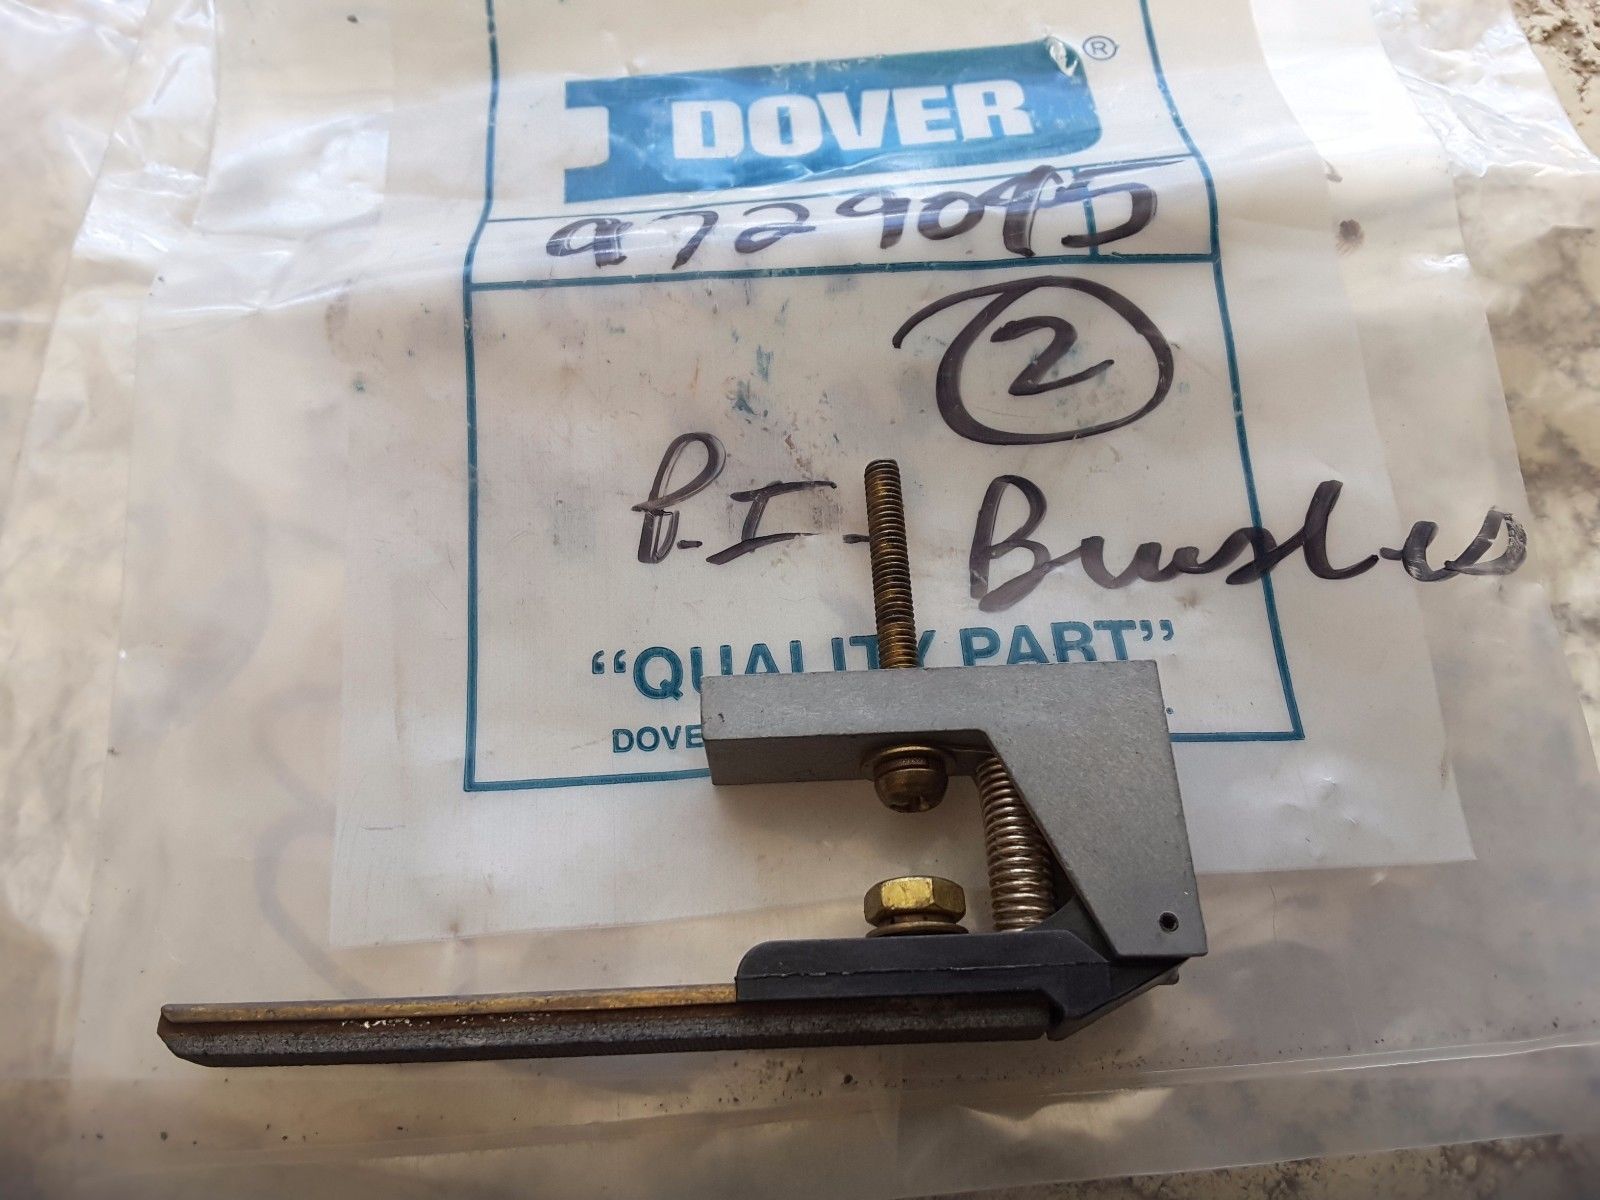 DOVER®
9729095
2
P.I. Brushes
“QUALITY PART”
DOVE